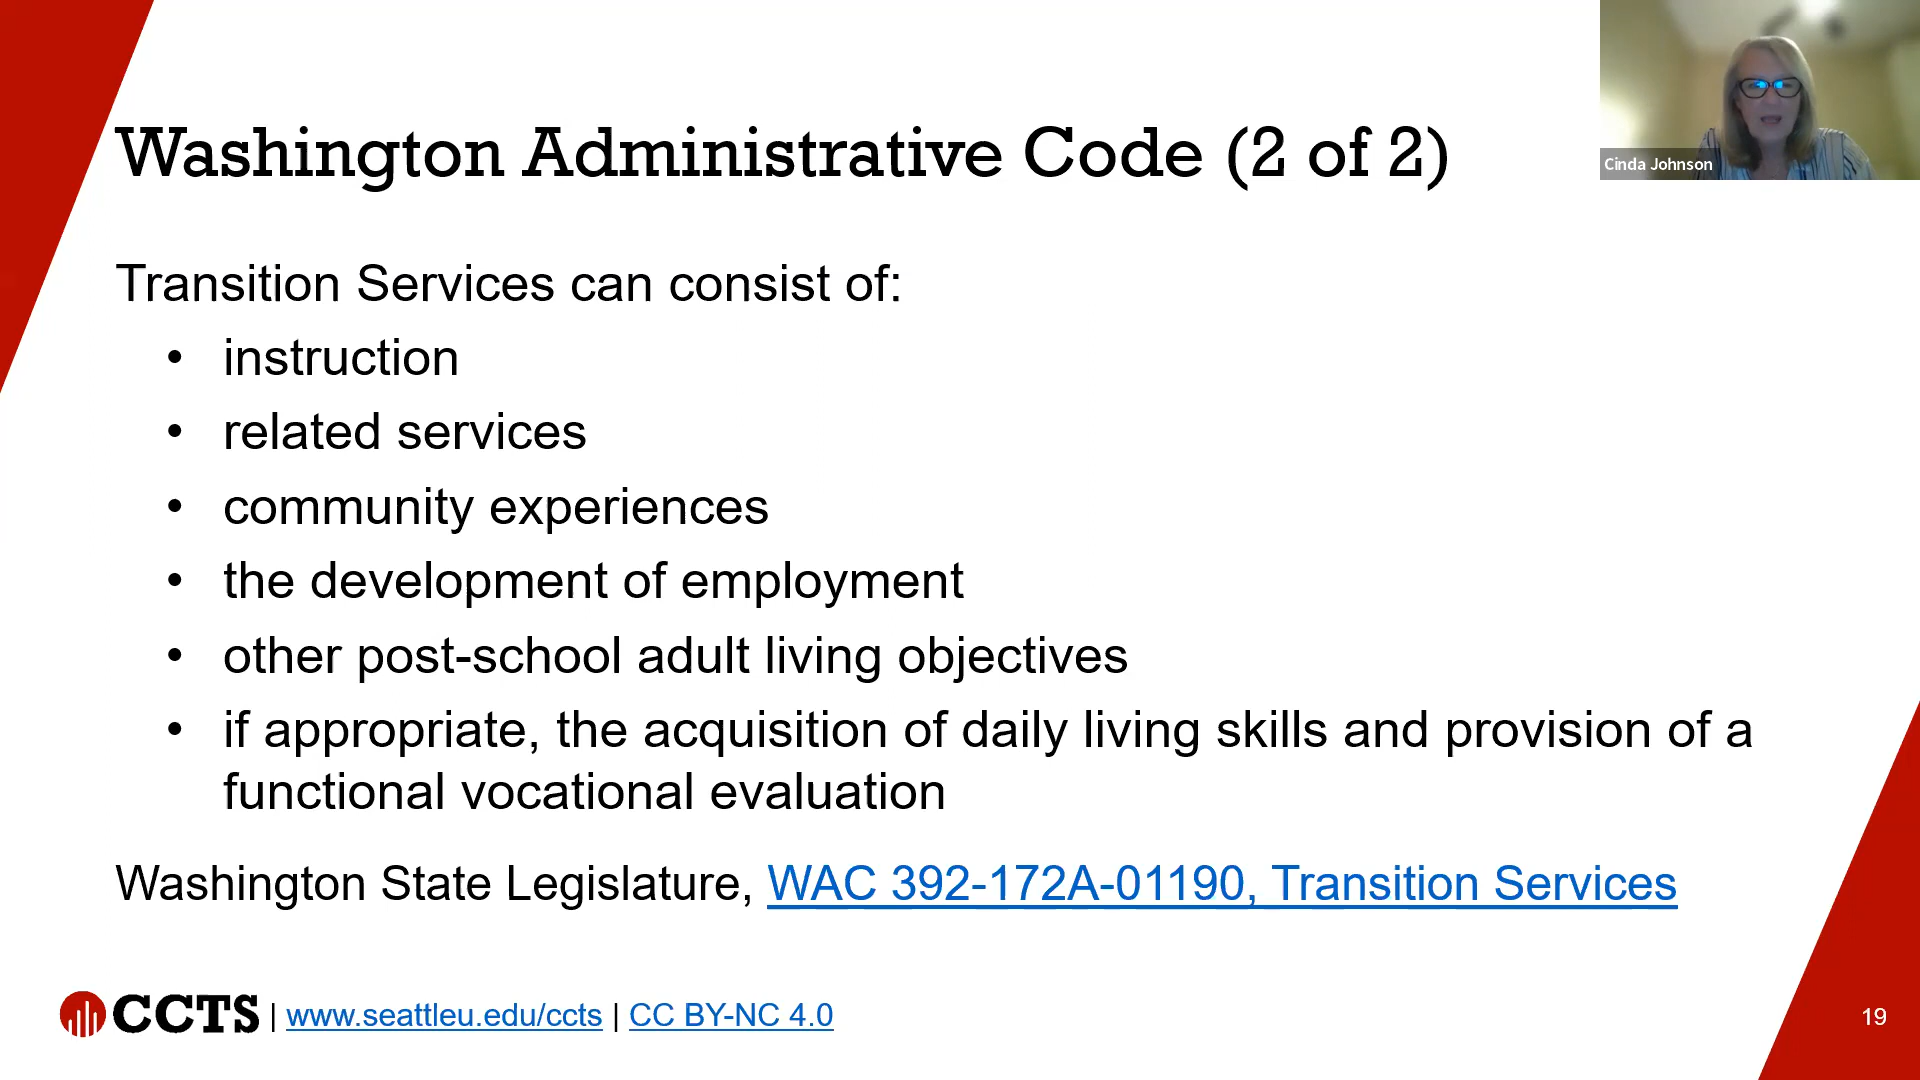 Washington Administrative Code (2 of 2)
Cinda Johnson
Transition Services can consist of:
• instruction
• related services
• community experiences
• the development of employment
• other post-school adult living objectives
• if appropriate, the acquisition of daily living skills and provision of a
functional vocational evaluation
Washington State Legislature, WAC 392-172A-01190, Transition Services
CCTS | www.seattleu.edu/ccts | CC BY-NC 4.0
19